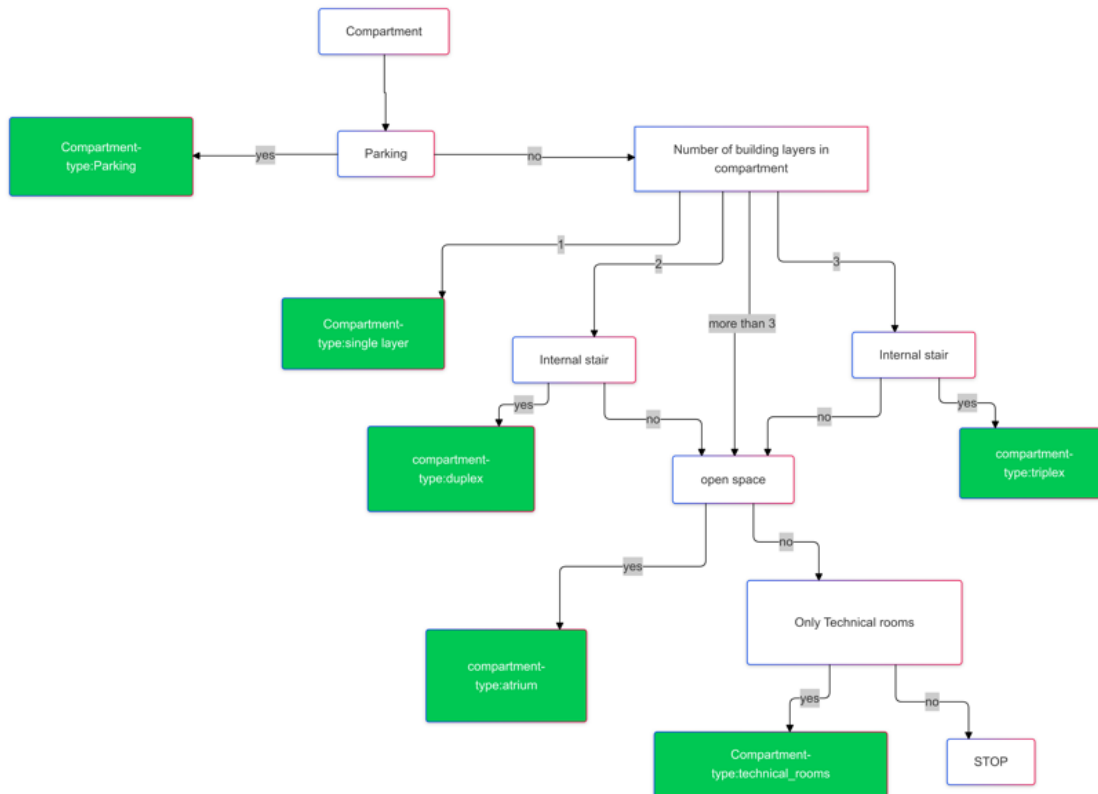 Compartment
Compartment-
type:Parking
yes
Parking
no
Number of building layers in
compartment
1
2
3
more than 3
Compartment-
type:single layer
Internal stair
Internal stair
yes
no
no
yes
compartment-
type:duplex
open space
compartment-
type:triplex
yes
no
Only Technical rooms
compartment-
type:atrium
yes
no
Compartment-
type:technical_rooms
STOP